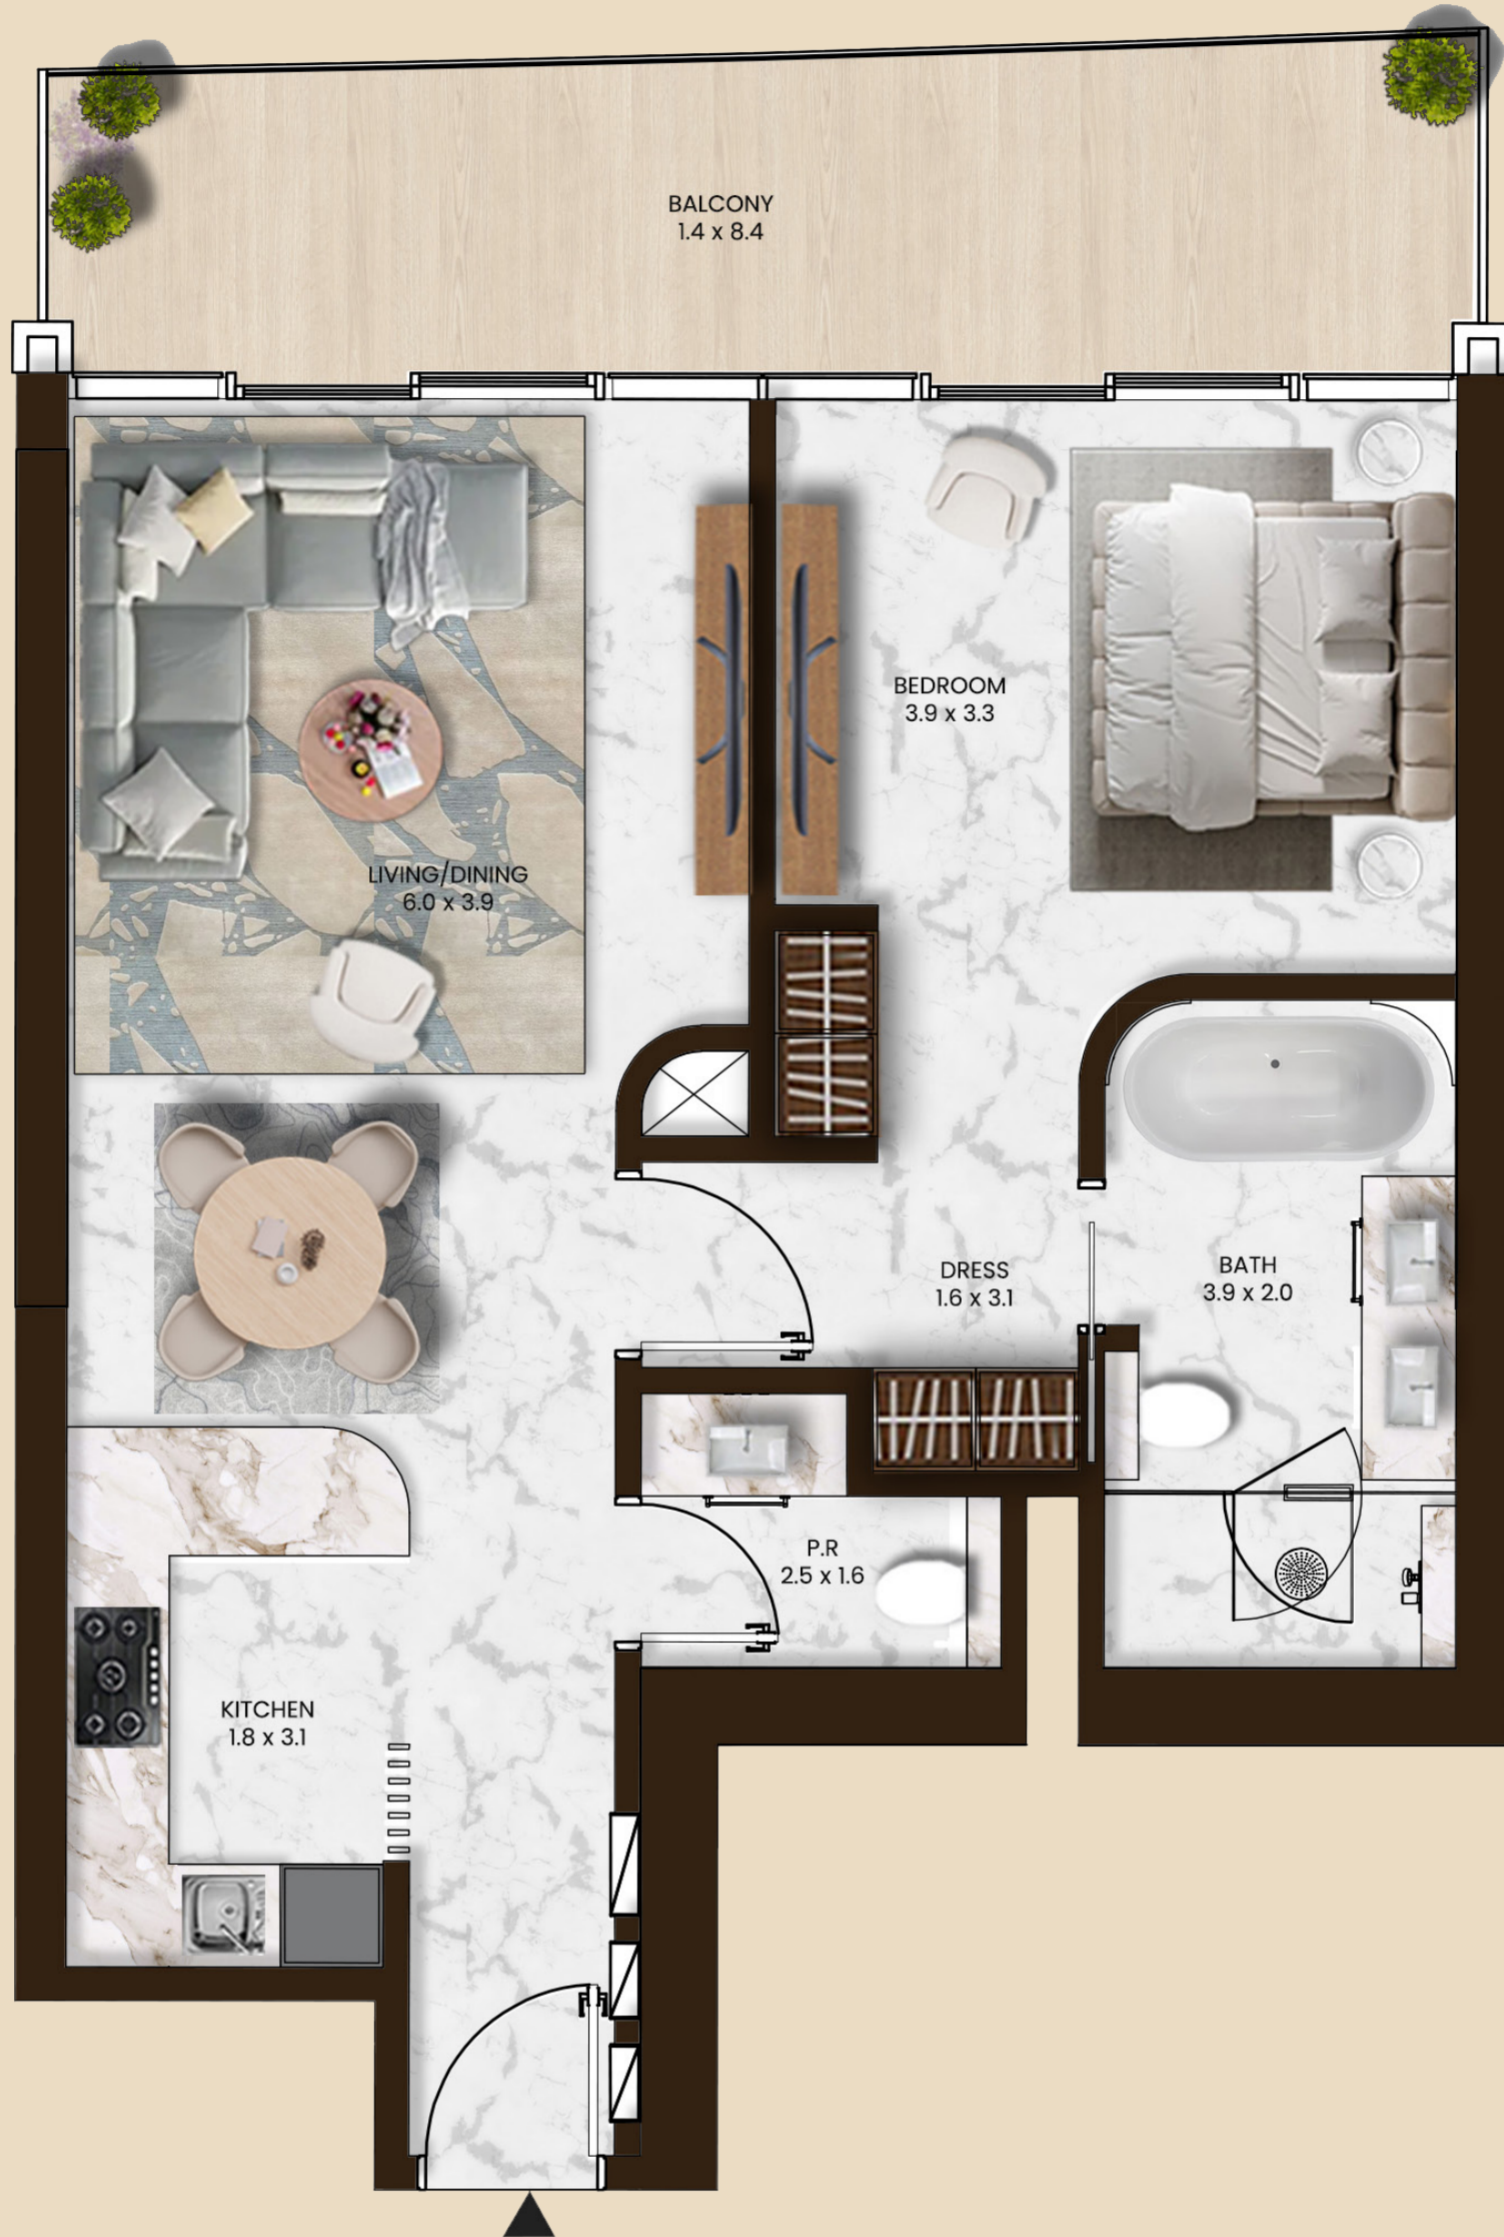 BALCONY
1.4 x 8.4
BEDROOM
3.9 x 3.3
LIVING/DINING
6.0 x 3.9
DRESS
1.6 x 3.1
BATH
3.9 x 2.0
P.R
2.5 x 1.6
KITCHEN
1.8 x 3.1